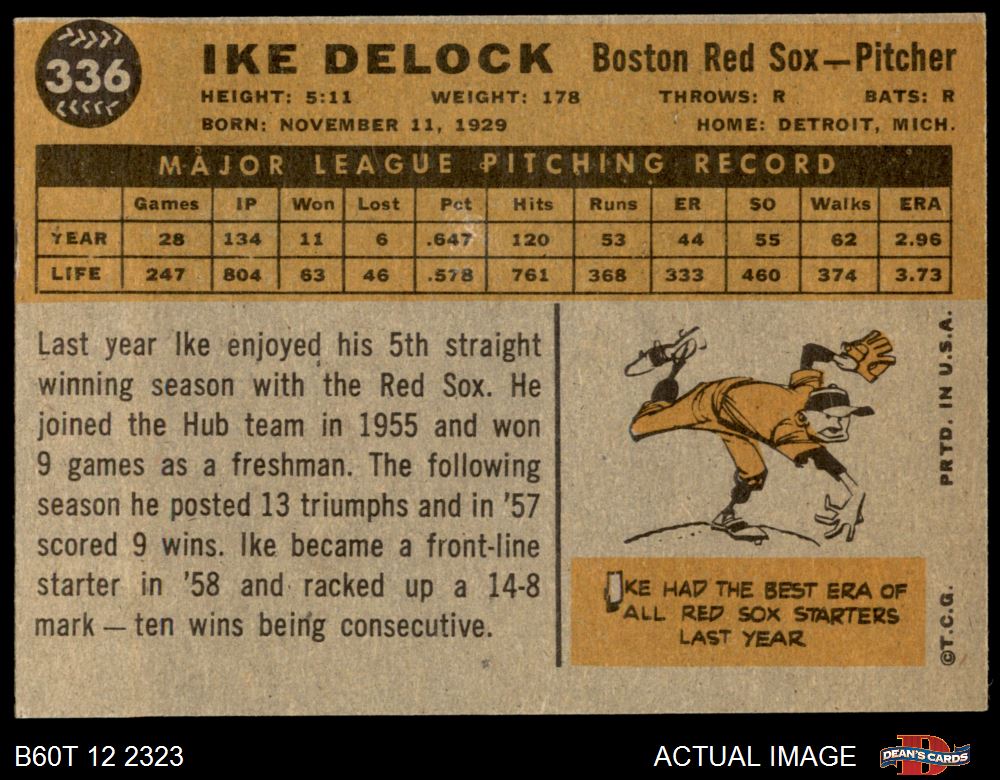 336
IKE DELOCK Boston Red Sox—Pitcher
HEIGHT: 5:11 WEIGHT: 178 THROWS: R BATS: R
BORN: NOVEMBER 11, 1929 HOME: DETROIT, MICH.
MAJOR LEAGUE PITCHING RECORD
Games IP Won Lost Pct Hits Runs ER SO Walks ERA
YEAR 28 134 11 6 .647 120 53 44 55 62 2.96
LIFE 247 804 63 46 .578 761 368 333 460 374 3.73
Last year Ike enjoyed his 5th straight
winning season with the Red Sox. He
joined the Hub team in 1955 and won
9 games as a freshman. The following
season he posted 13 triumphs and in '57
scored 9 wins. Ike became a front-line
starter in '58 and racked up a 14-8
mark — ten wins being consecutive.
IKE HAD THE BEST ERA OF
ALL RED SOX STARTERS
LAST YEAR
©T.C.G. PRTD. IN U.S.A.
B60T 12 2323 ACTUAL IMAGE DEAN'S CARDS